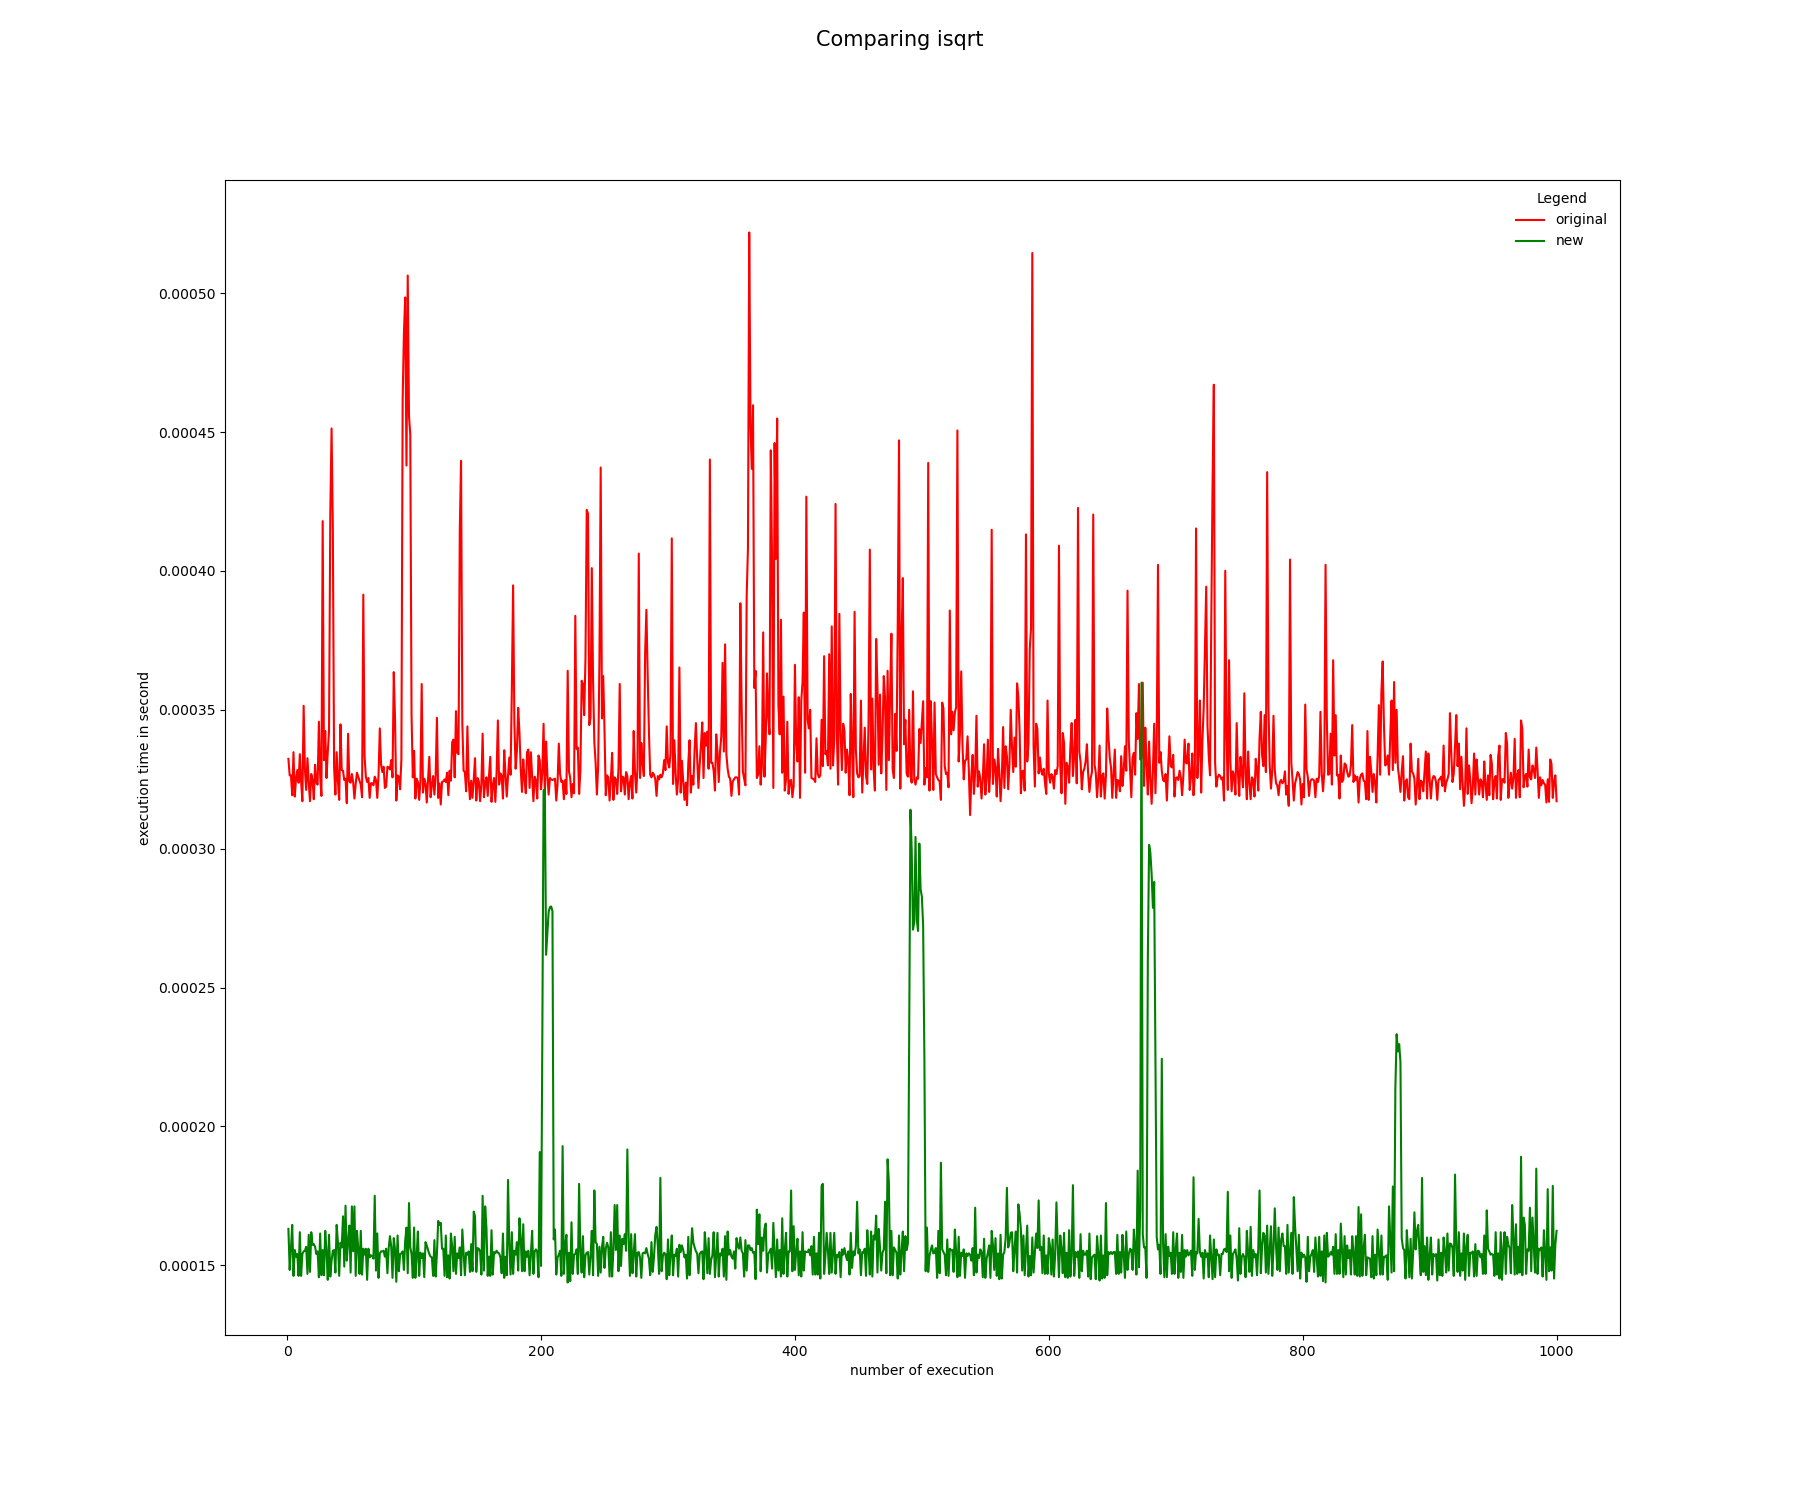 Comparing isqrt
Legend
original
new
0.00050
0.00045
0.00040
0.00035
0.00030
0.00025
0.00020
0.00015
execution time in second
0 200 400 600 800 1000
number of execution